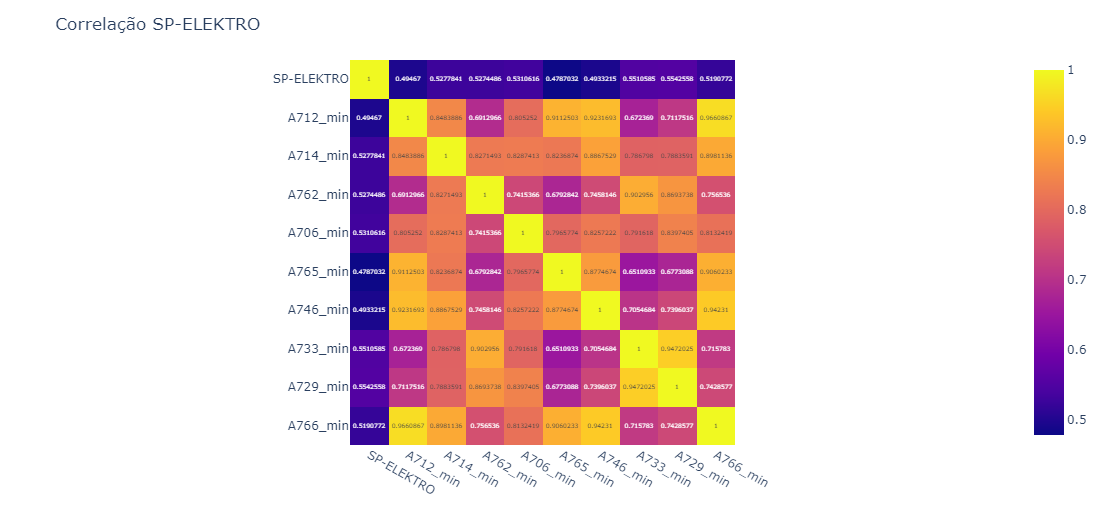 Correlação SP-ELEKTRO
SP-ELEKTRO 1 0.49467 0.5277841 0.5274486 0.5310616 0.4787032 0.4933215 0.5510585 0.5542558 0.5190772
A712_min 0.49467 1 0.8483886 0.6912966 0.805252 0.9112503 0.9231693 0.672369 0.7117516 0.9660867
A714_min 0.5277841 0.8483886 1 0.8271493 0.8287413 0.8236874 0.8867529 0.786798 0.7883591 0.8981136
A762_min 0.5274486 0.6912966 0.8271493 1 0.7415366 0.6792842 0.7458146 0.902956 0.8693738 0.756536
A706_min 0.5310616 0.805252 0.8287413 0.7415366 1 0.7965774 0.8257222 0.791618 0.8397405 0.8132419
A765_min 0.4787032 0.9112503 0.8236874 0.6792842 0.7965774 1 0.8774674 0.6510933 0.6773088 0.9060233
A746_min 0.4933215 0.9231693 0.8867529 0.7458146 0.8257222 0.8774674 1 0.7054684 0.7396037 0.94231
A733_min 0.5510585 0.672369 0.786798 0.902956 0.791618 0.6510933 0.7054684 1 0.9472025 0.715783
A729_min 0.5542558 0.7117516 0.7883591 0.8693738 0.8397405 0.6773088 0.7396037 0.9472025 1 0.7428577
A766_min 0.5190772 0.9660867 0.8981136 0.756536 0.8132419 0.9060233 0.94231 0.715783 0.7428577 1
SP-ELEKTRO A712_min A714_min A762_min A706_min A765_min A746_min A733_min A729_min A766_min
1
0.9
0.8
0.7
0.6
0.5